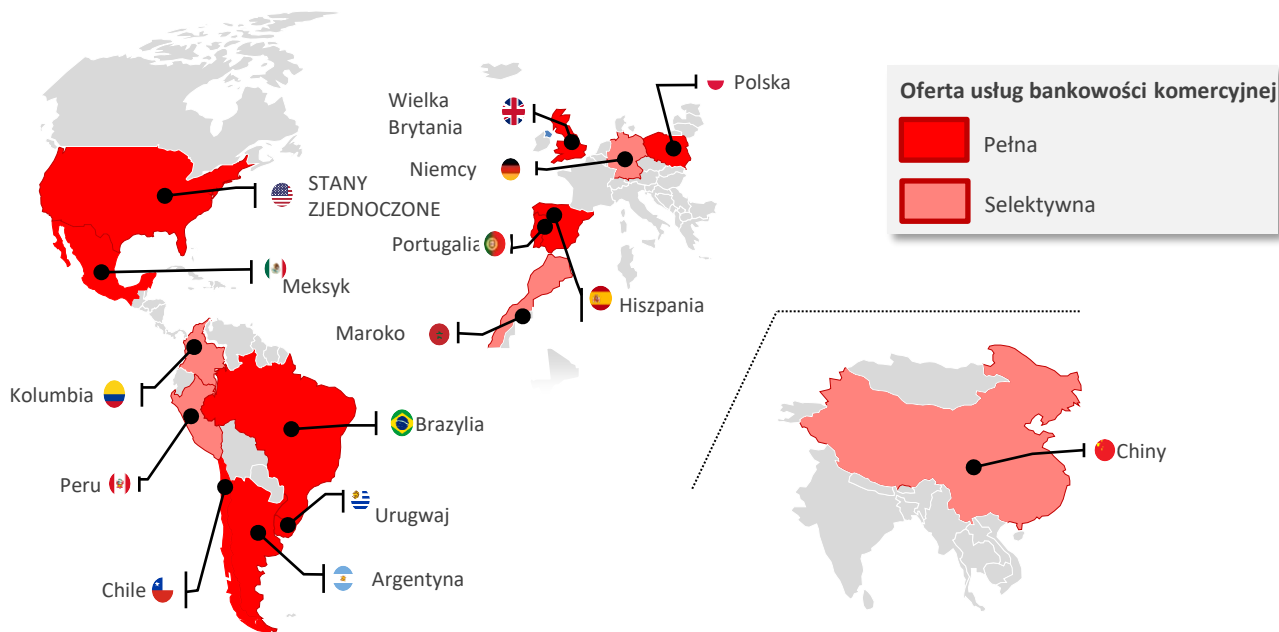 Polska
Wielka
Brytania
Niemcy
Oferta usług bankowości komercyjnej
Pełna
Selektywna
STANY
ZJEDNOCZONE
Portugalia
Meksyk
Hiszpania
Maroko
Kolumbia
Brazylia
Chiny
Peru
Urugwaj
Argentyna
Chile